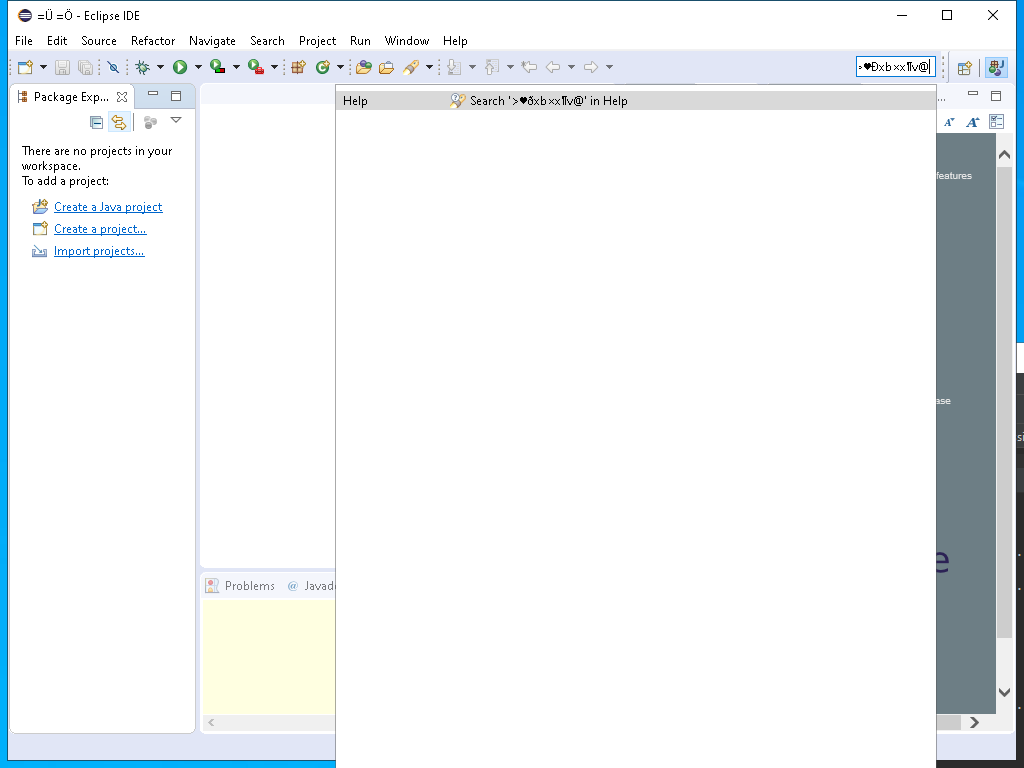 =Ü =Ö - Eclipse IDE
File Edit Source Refactor Navigate Search Project Run Window Help
Package Exp...
Help Search '>♥ðxb×x¶v@' in Help
There are no projects in your
workspace.
To add a project:
Create a Java project
Create a project...
Import projects...
features
ase
e
Problems @ Javad